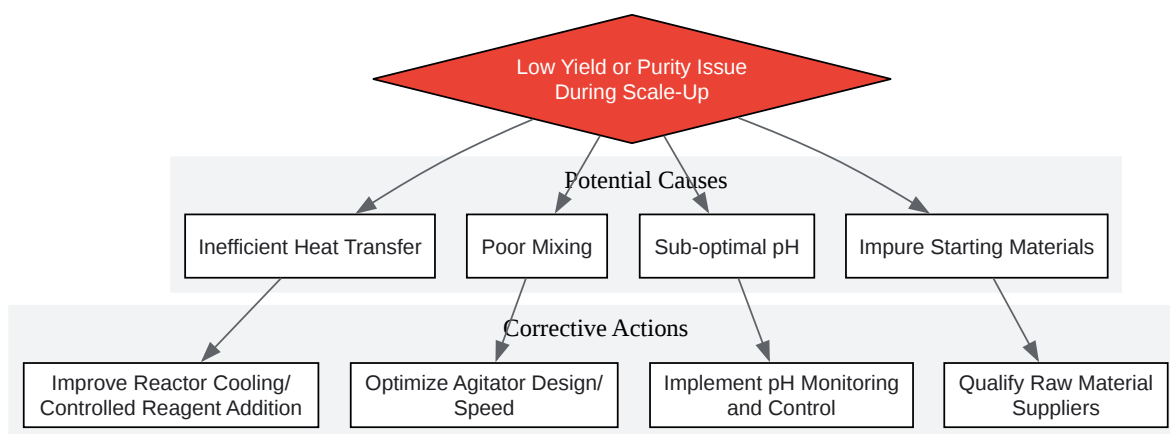 Low Yield or Purity Issue
During Scale-Up
Potential Causes
Inefficient Heat Transfer
Poor Mixing
Sub-optimal pH
Impure Starting Materials
Corrective Actions
Improve Reactor Cooling/
Controlled Reagent Addition
Optimize Agitator Design/
Speed
Implement pH Monitoring
and Control
Qualify Raw Material
Suppliers